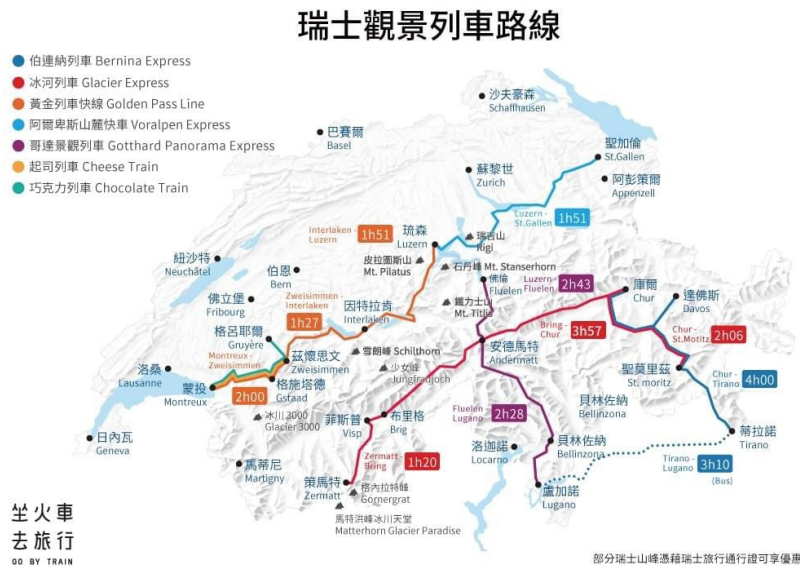 瑞士觀景列車路線
伯連納列車 Bernina Express
冰河列車 Glacier Express
黃金列車快線 Golden Pass Line
阿爾卑斯山麓快車 Voralpen Express
哥達景觀列車 Gotthard Panorama Express
起司列車 Cheese Train
巧克力列車 Chocolate Train
沙夫豪森
Schaffhausen
巴賽爾
Basel
聖加倫
St.Gallen
蘇黎世
Zurich
阿彭策爾
Appenzell
Luzern -
St.Gallen
1h51
Interlaken -
Luzern
1h51
琉森
Luzern
瑞吉山
Rigi
皮拉圖斯山
Mt. Pilatus
石丹峰 Mt. Stanserhorn
紐沙特
Neuchâtel
伯恩
Bern
佛倫
Fluelen
Luzern -
Fluelen
2h43
庫爾
Chur
達佛斯
Davos
佛立堡
Fribourg
Zweisimmen -
Interlaken
1h27
因特拉肯
Interlaken
鐵力士山
Mt. Titlis
Bring -
Chur
3h57
Chur -
St.Motiz
2h06
格呂耶爾
Gruyère
雪朗峰 Schilthorn
安德馬特
Andermatt
洛桑
Lausanne
Montreux -
Zweisimmen
2h00
茲懷思文
Zweisimmen
少女峰
Jungfraujoch
聖莫里茲
St. moritz
Chur -
Tirano
4h00
蒙投
Montreux
格施塔德
Gstaad
冰川 3000
Glacier 3000
菲斯普
Visp
布里格
Brig
Fluelen -
Lugano
2h28
貝林佐納
Bellinzona
日內瓦
Geneva
洛迦諾
Locarno
貝林佐納
Bellinzona
蒂拉諾
Tirano
馬蒂尼
Martigny
Zermatt -
Bring
1h20
Tirano -
Lugano
3h10
(Bus)
策馬特
Zermatt
格內拉特峰
Gornergrat
盧加諾
Lugano
馬特洪峰冰川天堂
Matterhorn Glacier Paradise
坐火車
去旅行
GO BY TRAIN
部分瑞士山峰憑藉瑞士旅行通行證可享優惠